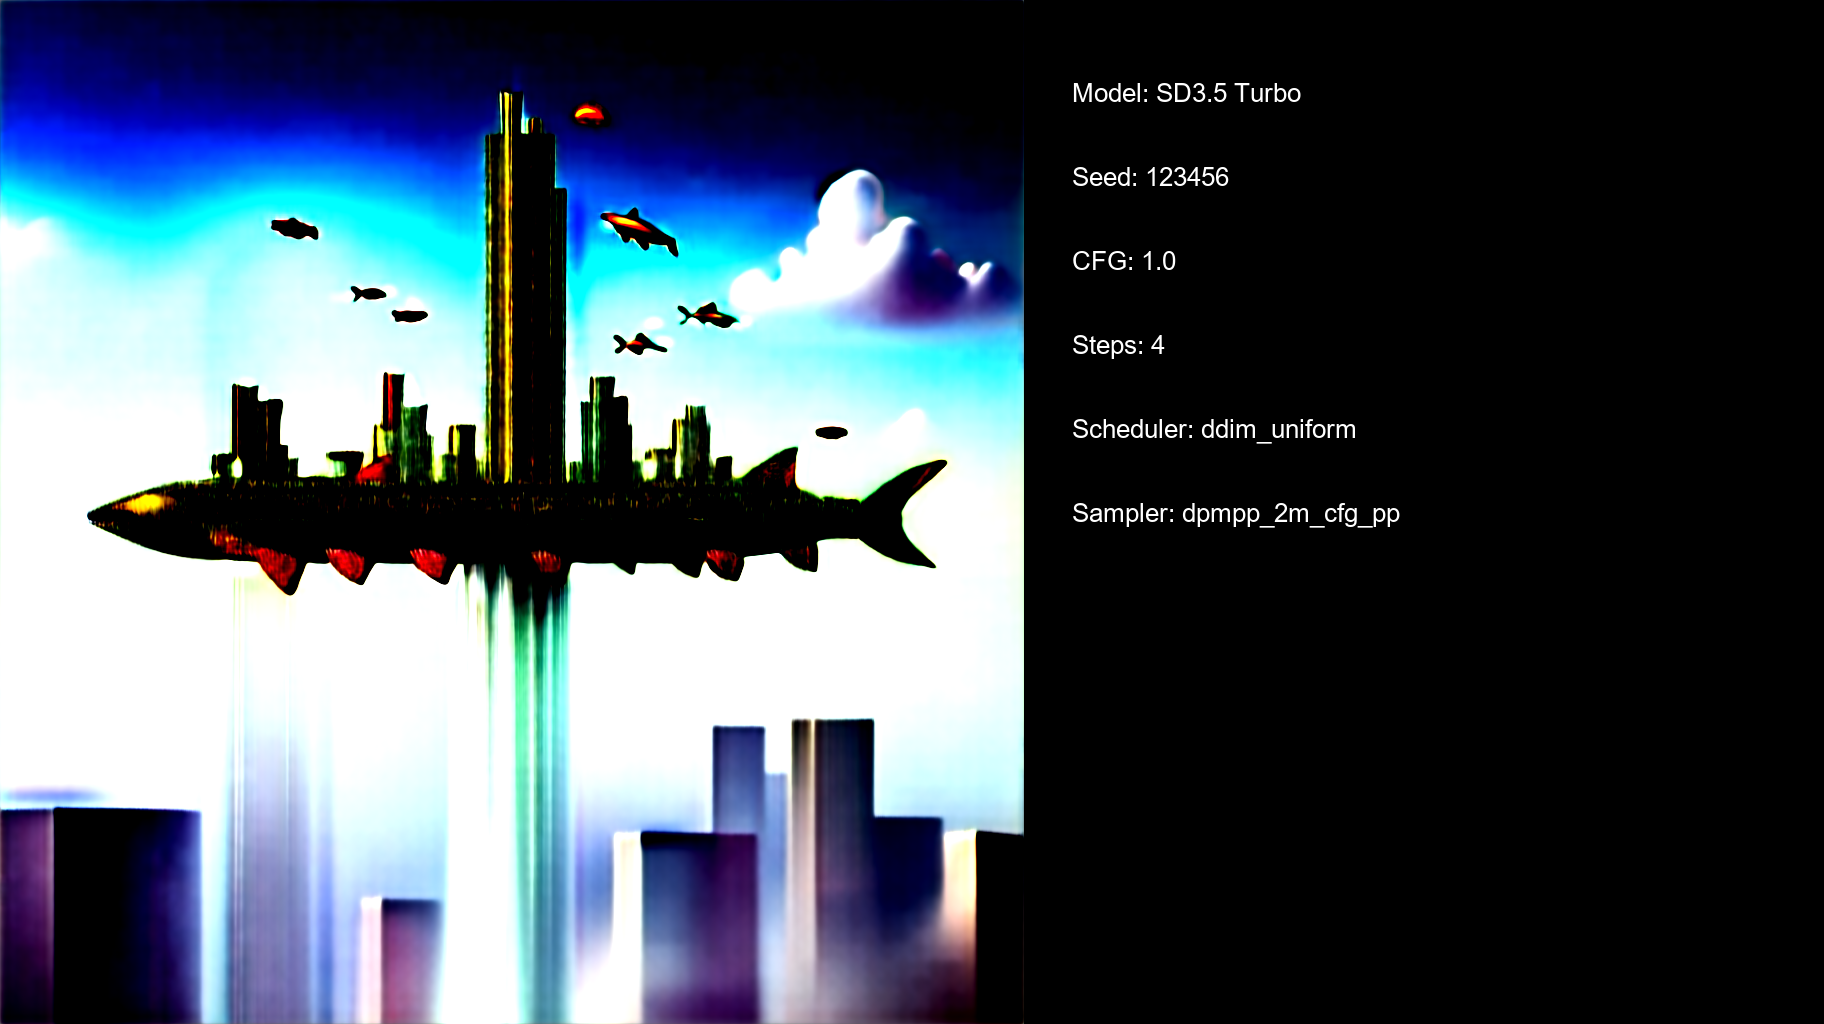 Model: SD3.5 Turbo
Seed: 123456
CFG: 1.0
Steps: 4
Scheduler: ddim_uniform
Sampler: dpmpp_2m_cfg_pp